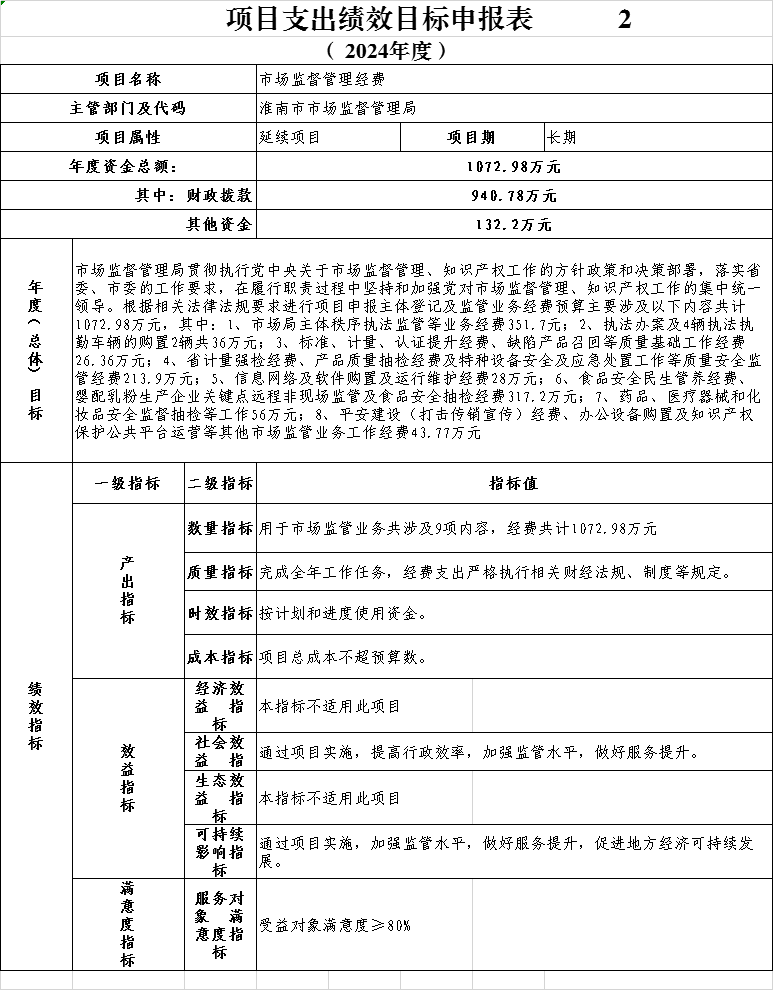 项目支出绩效目标申报表 2
（ 2024年度 ）
项目名称 市场监督管理经费
主管部门及代码 淮南市市场监督管理局
项目属性 延续项目 项目期 长期
年度资金总额： 1072.98万元
其中：财政拨款 940.78万元
其他资金 132.2万元
年度（总体）目标
市场监督管理局贯彻执行党中央关于市场监督管理、知识产权工作的方针政策和决策部署，落实省
委、市委的工作要求，在履行职责过程中坚持和加强党对市场监督管理、知识产权工作的集中统一
领导。根据相关法律法规要求进行项目申报主体登记及监管业务经费预算主要涉及以下内容共计
1072.98万元，其中：1、市场局主体秩序执法监管等业务经费351.7元；2、执法办案及4辆执法执
勤车辆的购置2辆共36万元；3、标准、计量、认证提升经费、缺陷产品召回等质量基础工作经费
26.36万元；4、省计量强检经费、产品质量抽检经费及特种设备安全及应急处置工作等质量安全监
管经费213.9万元；5、信息网络及软件购置及运行维护经费28万元；6、食品安全民生管养经费、
婴配乳粉生产企业关键点远程非现场监管及食品安全抽检经费317.2万元；7、药品、医疗器械和化
妆品安全监督抽检等工作56万元；8、平安建设（打击传销宣传）经费、办公设备购置及知识产权
保护公共平台运营等其他市场监管业务工作经费43.77万元
绩效指标
一级指标 二级指标 指标值
产出指标
数量指标 用于市场监管业务共涉及9项内容，经费共计1072.98万元
质量指标 完成全年工作任务，经费支出严格执行相关财经法规、制度等规定。
时效指标 按计划和进度使用资金。
成本指标 项目总成本不超预算数。
效益指标
经济效
益 指
标
本指标不适用此项目
社会效
益 指
通过项目实施，提高行政效率，加强监管水平，做好服务提升。
生态效
益 指
标
本指标不适用此项目
可持续
影响指
标
通过项目实施，加强监管水平，做好服务提升，促进地方经济可持续发
展。
满意度指标
服务对
象 满
意度指
标
受益对象满意度≥80%